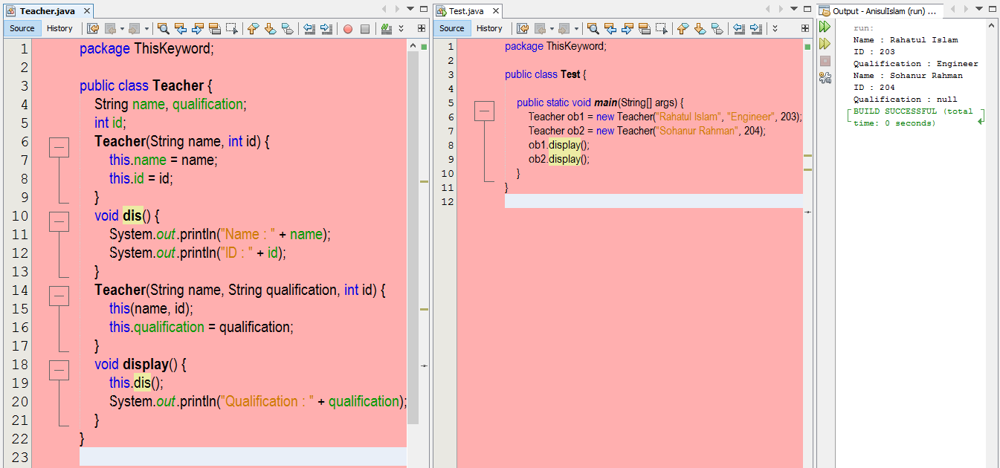 Teacher.java
Source History
1 package ThisKeyword;
2
3 public class Teacher {
4 String name, qualification;
5 int id;
6 Teacher(String name, int id) {
7 this.name = name;
8 this.id = id;
9 }
10 void dis() {
11 System.out.println("Name : " + name);
12 System.out.println("ID : " + id);
13 }
14 Teacher(String name, String qualification, int id) {
15 this(name, id);
16 this.qualification = qualification;
17 }
18 void display() {
19 this.dis();
20 System.out.println("Qualification : " + qualification);
21 }
22 }
23
Test.java
Source History
1 package ThisKeyword;
2
3 public class Test {
4
5 public static void main(String[] args) {
6 Teacher ob1 = new Teacher("Rahatul Islam", "Engineer", 203);
7 Teacher ob2 = new Teacher("Sohanur Rahman", 204);
8 ob1.display();
9 ob2.display();
10 }
11 }
12
Output - AnisulIslam (run) ...
run:
Name : Rahatul Islam
ID : 203
Qualification : Engineer
Name : Sohanur Rahman
ID : 204
Qualification : null
BUILD SUCCESSFUL (total
time: 0 seconds)